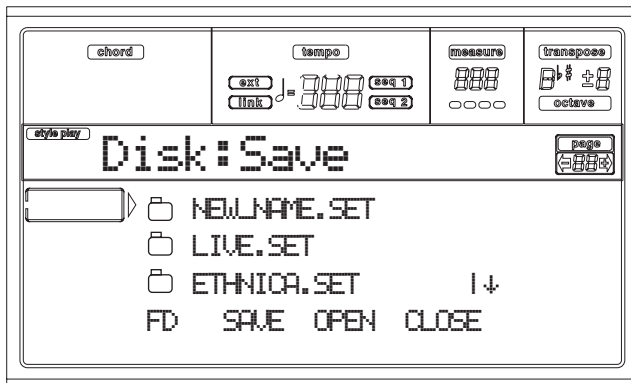 chord tempo measure transpose
ext seq 1
link seq 2
octave
style play
Disk:Save
page
NEW_NAME.SET
LIVE.SET
ETHNICA.SET
FD SAVE OPEN CLOSE